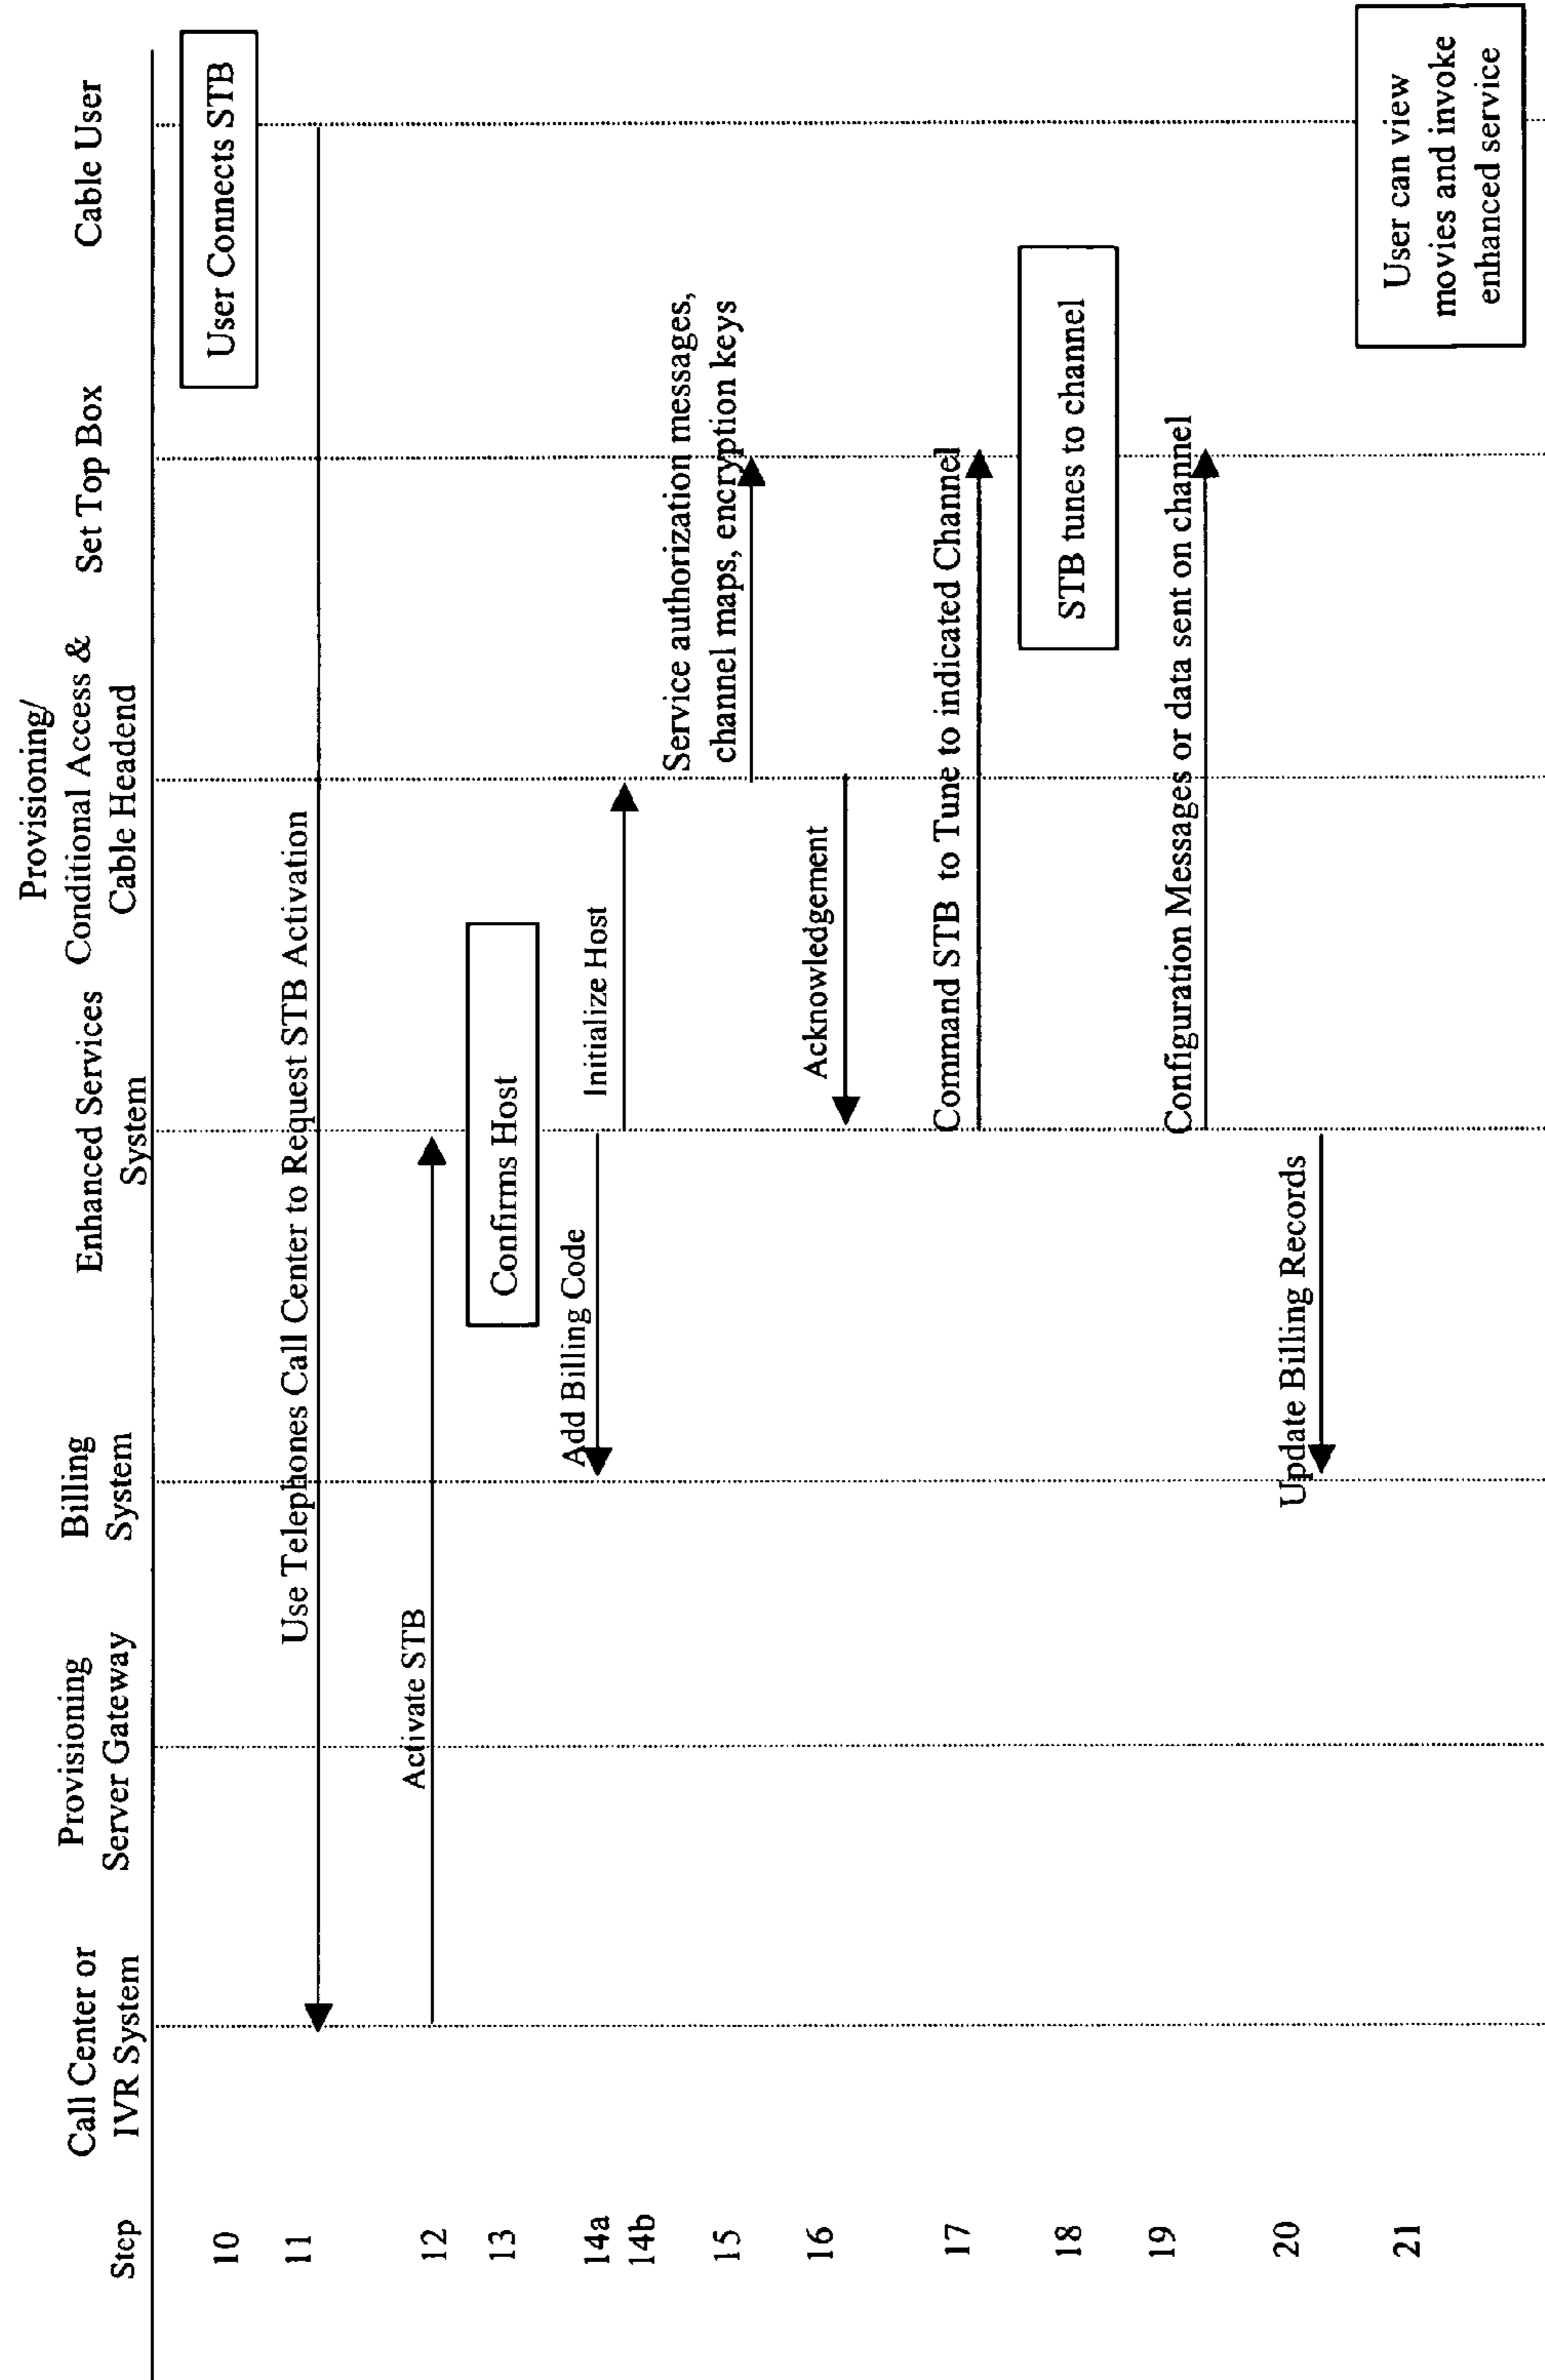 Step
Call Center or
IVR System
Provisioning
Server Gateway
Billing
System
Enhanced Services
System
Provisioning/
Conditional Access &
Cable Headend
Set Top Box
Cable User
10
User Connects STB
11
Use Telephones Call Center to Request STB Activation
12
Activate STB
13
Confirms Host
14a
Add Billing Code
14b
Initialize Host
15
Service authorization messages,
channel maps, encryption keys
16
Acknowledgement
17
Command STB to Tune to indicated Channel
18
STB tunes to channel
19
Configuration Messages or data sent on channel
20
Update Billing Records
21
User can view
movies and invoke
enhanced service